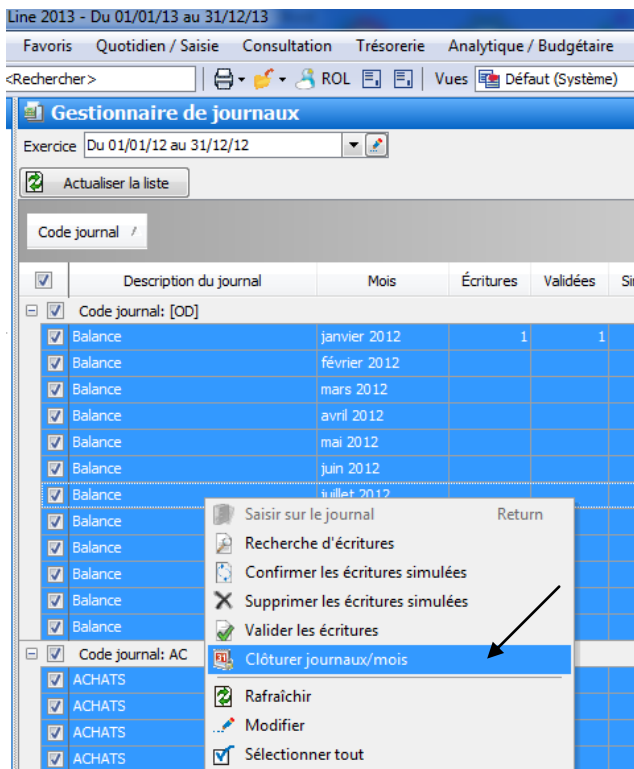 Line 2013 - Du 01/01/13 au 31/12/13
Favoris Quotidien / Saisie Consultation Trésorerie Analytique / Budgétaire
<Rechercher> ROL Vues Défaut (Système)
Gestionnaire de journaux
Exercice Du 01/01/12 au 31/12/12
Actualiser la liste
Code journal /
Description du journal Mois Écritures Validées
Code journal: [OD]
Balance janvier 2012 1 1
Balance février 2012
Balance mars 2012
Balance avril 2012
Balance mai 2012
Balance juin 2012
Balance juillet 2012
Balance Saisir sur le journal Return
Balance Recherche d'écritures
Balance Confirmer les écritures simulées
Balance Supprimer les écritures simulées
Balance Valider les écritures
Code journal: AC Clôturer journaux/mois
ACHATS
ACHATS Rafraîchir
ACHATS Modifier
ACHATS Sélectionner tout